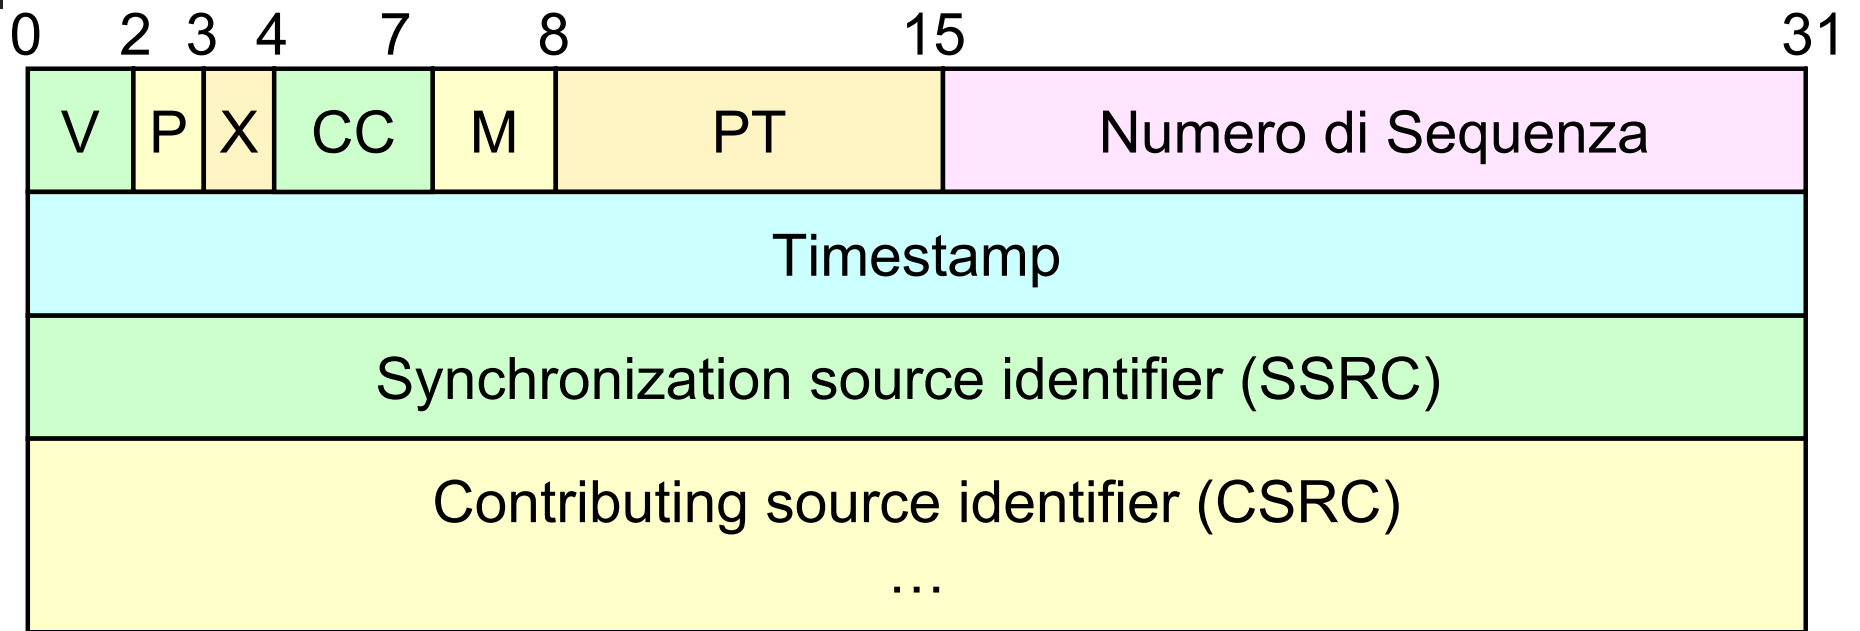 0 2 3 4 7 8 15 31
V P X CC M PT Numero di Sequenza
Timestamp
Synchronization source identifier (SSRC)
Contributing source identifier (CSRC)
…